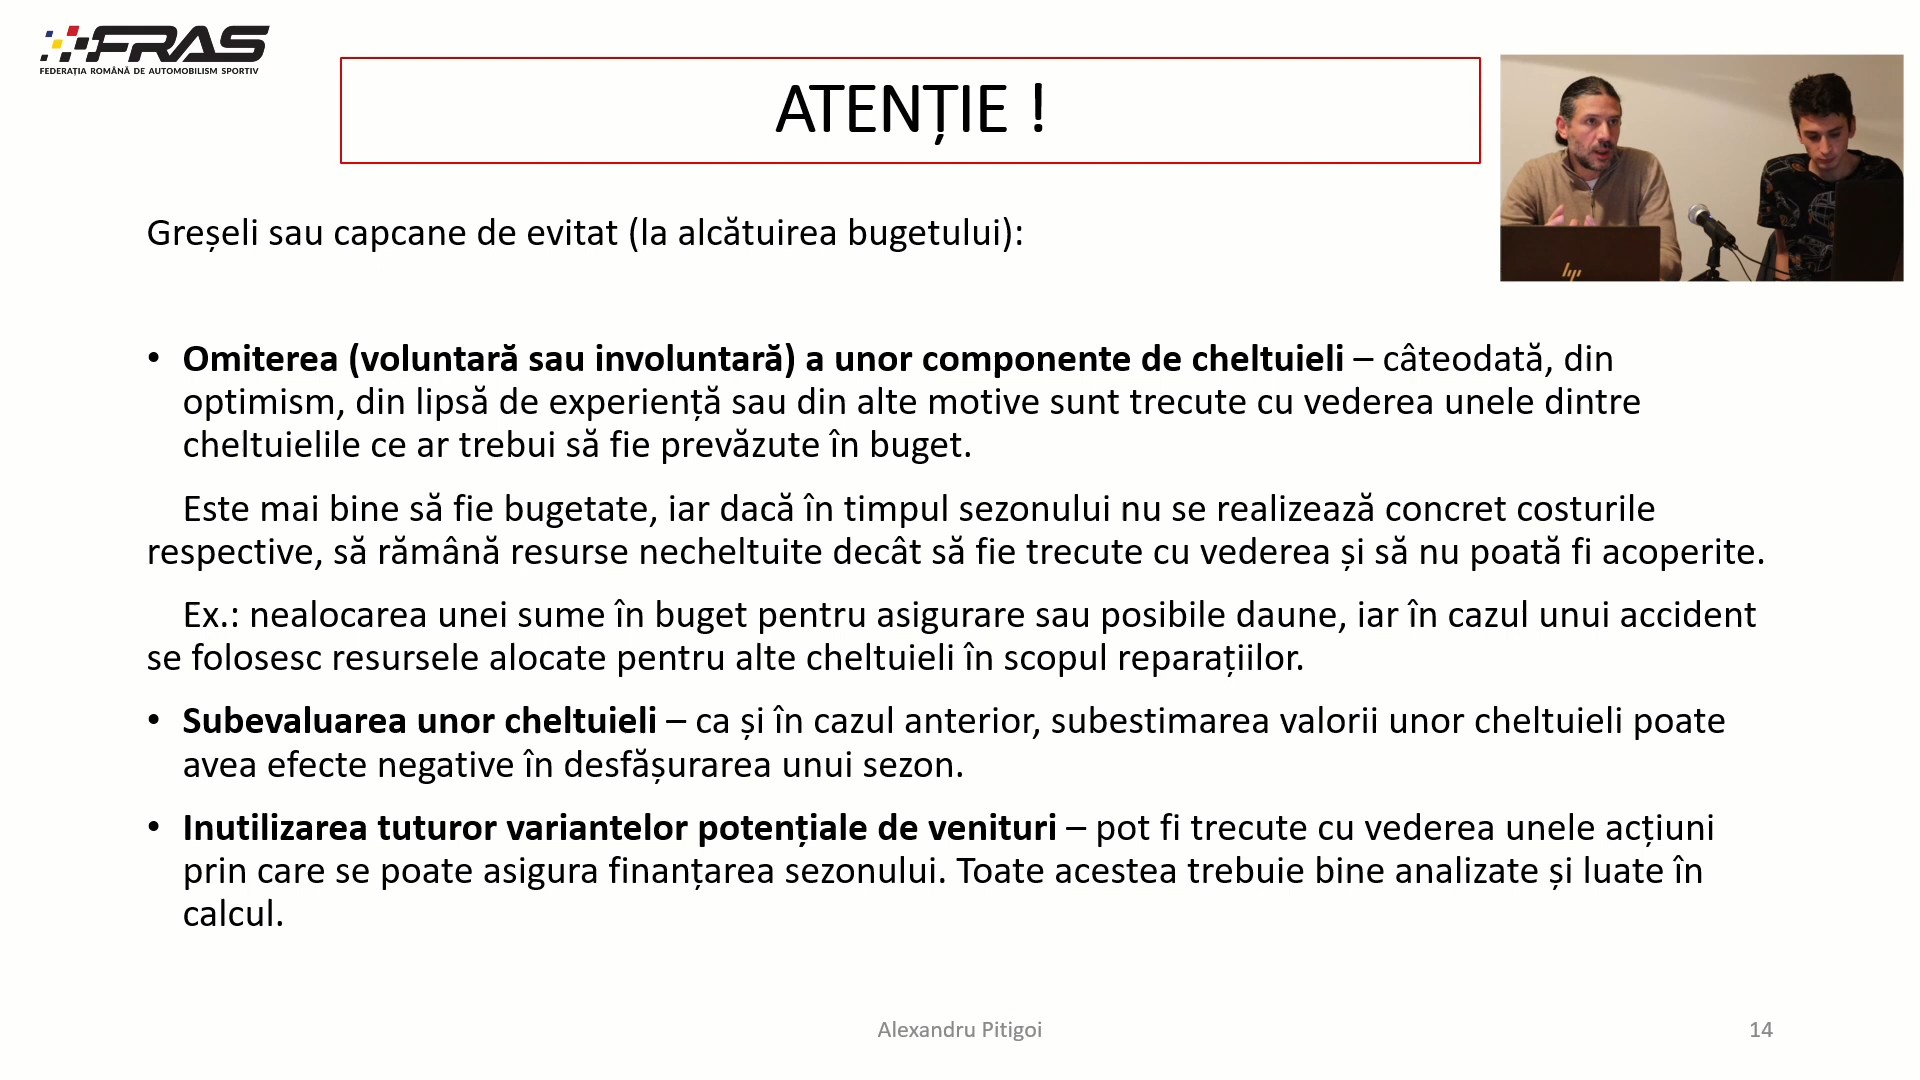 FRAS
FEDERAȚIA ROMÂNĂ DE AUTOMOBILISM SPORTIV
ATENȚIE !
Greșeli sau capcane de evitat (la alcătuirea bugetului):
• Omiterea (voluntară sau involuntară) a unor componente de cheltuieli – câteodată, din
optimism, din lipsă de experiență sau din alte motive sunt trecute cu vederea unele dintre
cheltuielile ce ar trebui să fie prevăzute în buget.
Este mai bine să fie bugetate, iar dacă în timpul sezonului nu se realizează concret costurile
respective, să rămână resurse necheltuite decât să fie trecute cu vederea și să nu poată fi acoperite.
Ex.: nealocarea unei sume în buget pentru asigurare sau posibile daune, iar în cazul unui accident
se folosesc resursele alocate pentru alte cheltuieli în scopul reparațiilor.
• Subevaluarea unor cheltuieli – ca și în cazul anterior, subestimarea valorii unor cheltuieli poate
avea efecte negative în desfășurarea unui sezon.
• Inutilizarea tuturor variantelor potențiale de venituri – pot fi trecute cu vederea unele acțiuni
prin care se poate asigura finanțarea sezonului. Toate acestea trebuie bine analizate și luate în
calcul.
hp
Alexandru Pitigoi
14